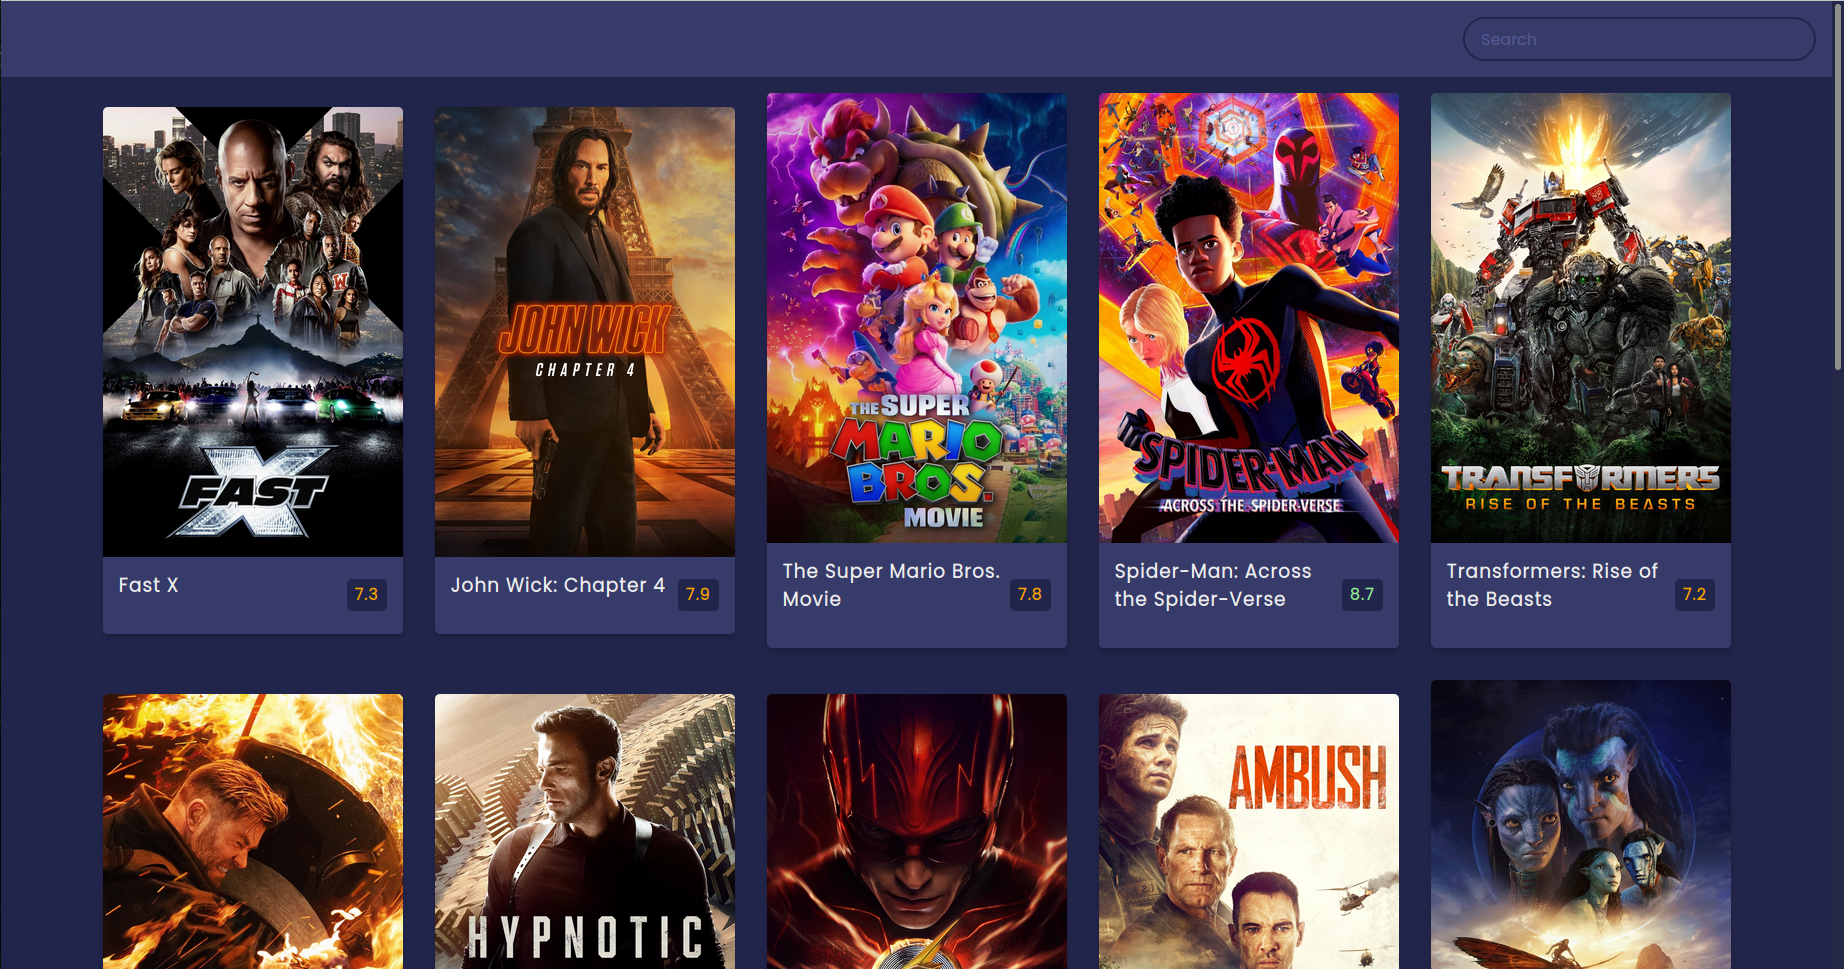 Search
FAST
X
JOHN WICK
CHAPTER 4
THE SUPER
MARIO
BROS.
MOVIE
SPIDER-MAN
ACROSS THE SPIDER-VERSE
TRANSFORMERS
RISE OF THE BEASTS
Fast X
7.3
John Wick: Chapter 4
7.9
The Super Mario Bros.
Movie
7.8
Spider-Man: Across
the Spider-Verse
8.7
Transformers: Rise of
the Beasts
7.2
HYPNOTIC
AMBUSH